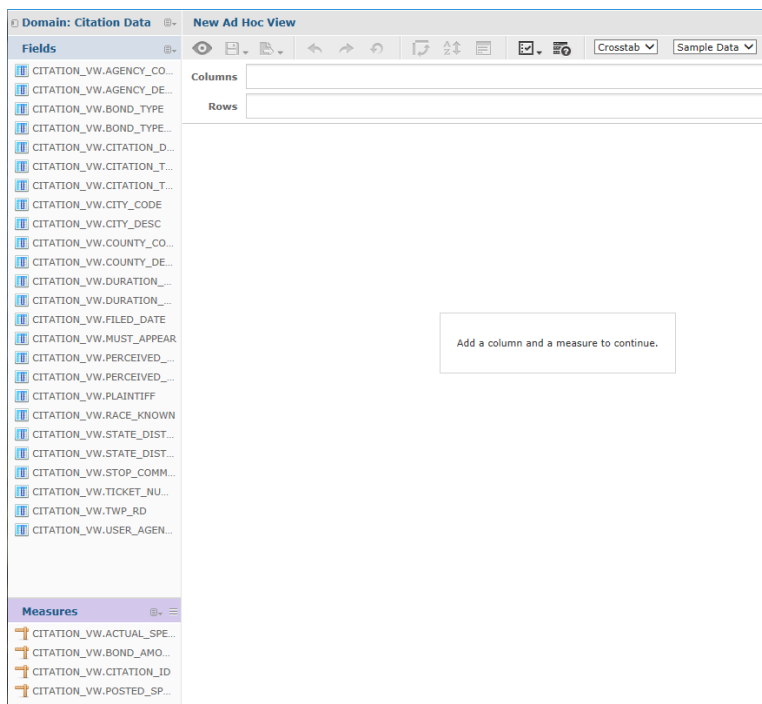 Domain: Citation Data
New Ad Hoc View
Fields
Crosstab
Sample Data
Columns
Rows
CITATION_VW.AGENCY_CO...
CITATION_VW.AGENCY_DE...
CITATION_VW.BOND_TYPE
CITATION_VW.BOND_TYPE...
CITATION_VW.CITATION_D...
CITATION_VW.CITATION_T...
CITATION_VW.CITATION_T...
CITATION_VW.CITY_CODE
CITATION_VW.CITY_DESC
CITATION_VW.COUNTY_CO...
CITATION_VW.COUNTY_DE...
CITATION_VW.DURATION_...
CITATION_VW.DURATION_...
CITATION_VW.FILED_DATE
CITATION_VW.MUST_APPEAR
CITATION_VW.PERCEIVED_...
CITATION_VW.PERCEIVED_...
CITATION_VW.PLAINTIFF
CITATION_VW.RACE_KNOWN
CITATION_VW.STATE_DIST...
CITATION_VW.STATE_DIST...
CITATION_VW.STOP_COMM...
CITATION_VW.TICKET_NU...
CITATION_VW.TWP_RD
CITATION_VW.USER_AGEN...
Add a column and a measure to continue.
Measures
CITATION_VW.ACTUAL_SPE...
CITATION_VW.BOND_AMO...
CITATION_VW.CITATION_ID
CITATION_VW.POSTED_SP...